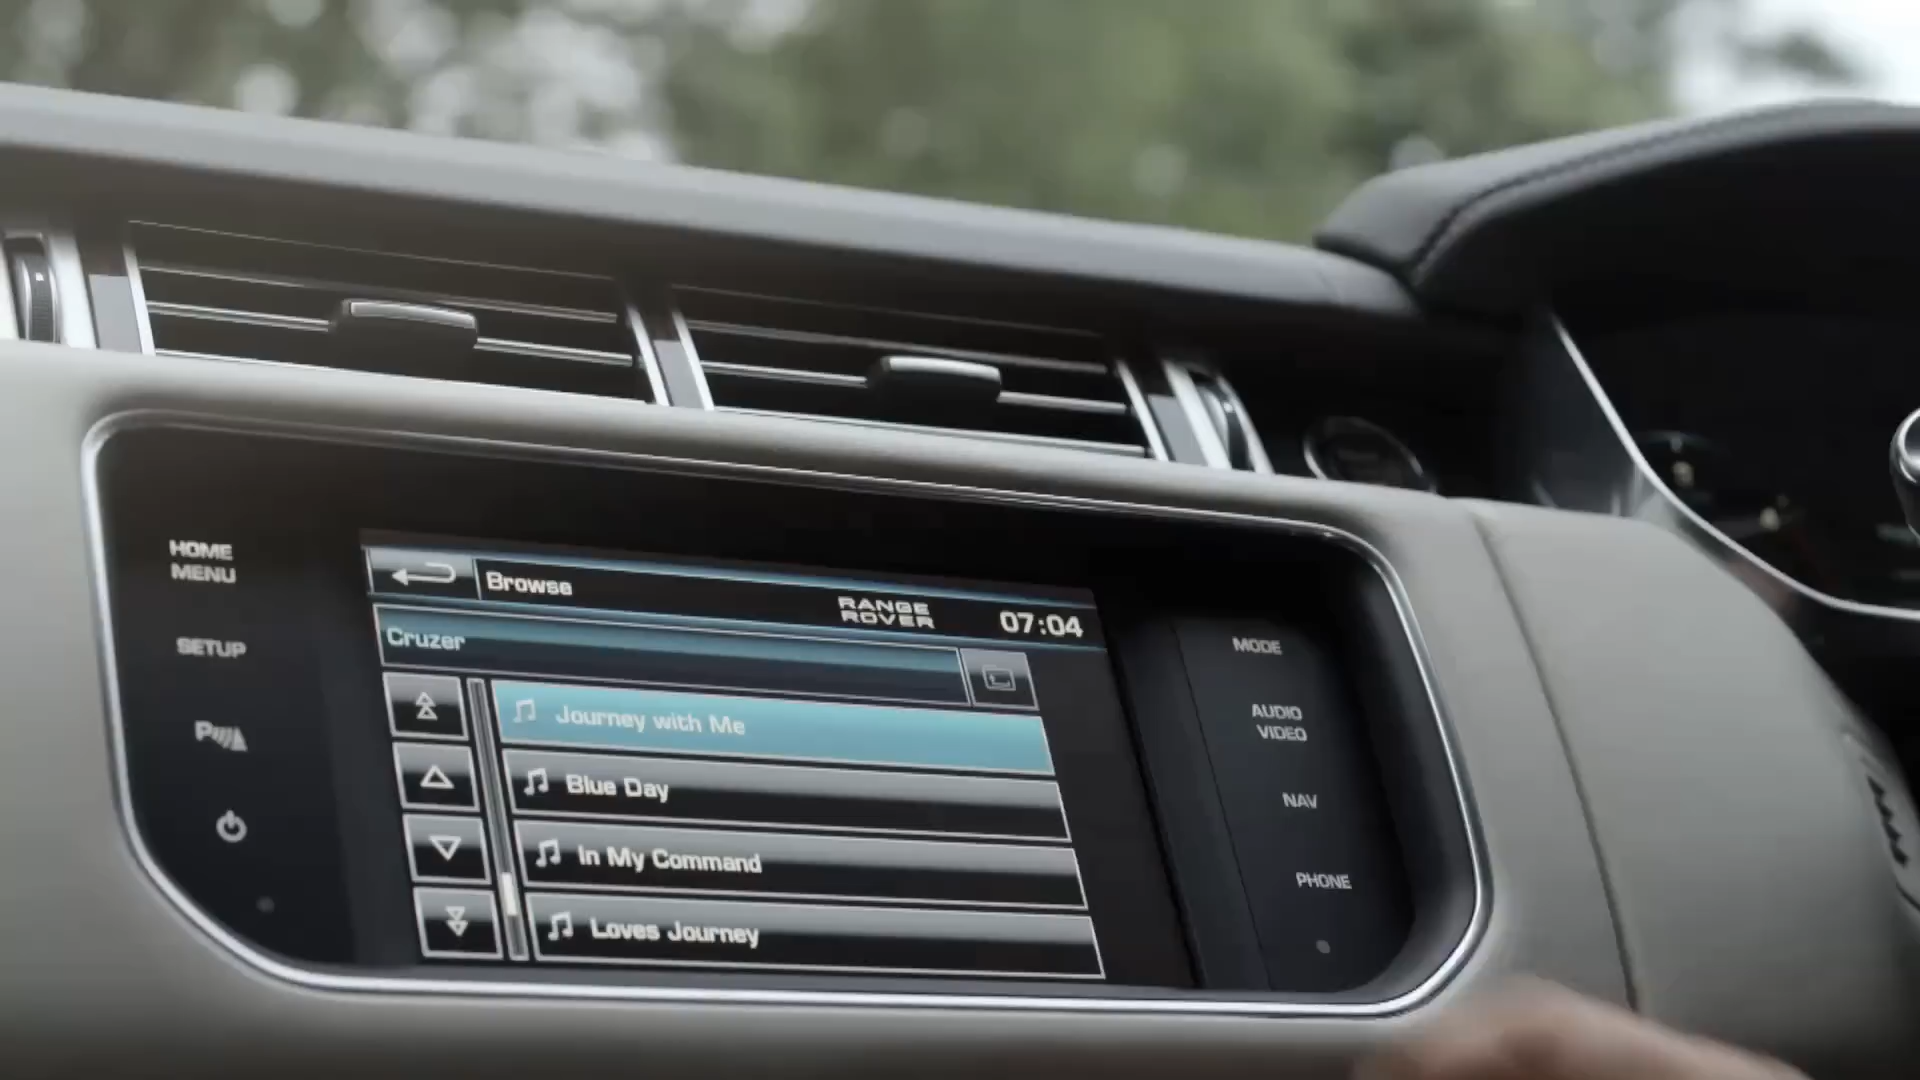 HOME
MENU
SETUP
P
Browse
RANGE
ROVER
07:04
Cruzer
Journey with Me
Blue Day
In My Command
Loves Journey
MODE
AUDIO
VIDEO
NAV
PHONE